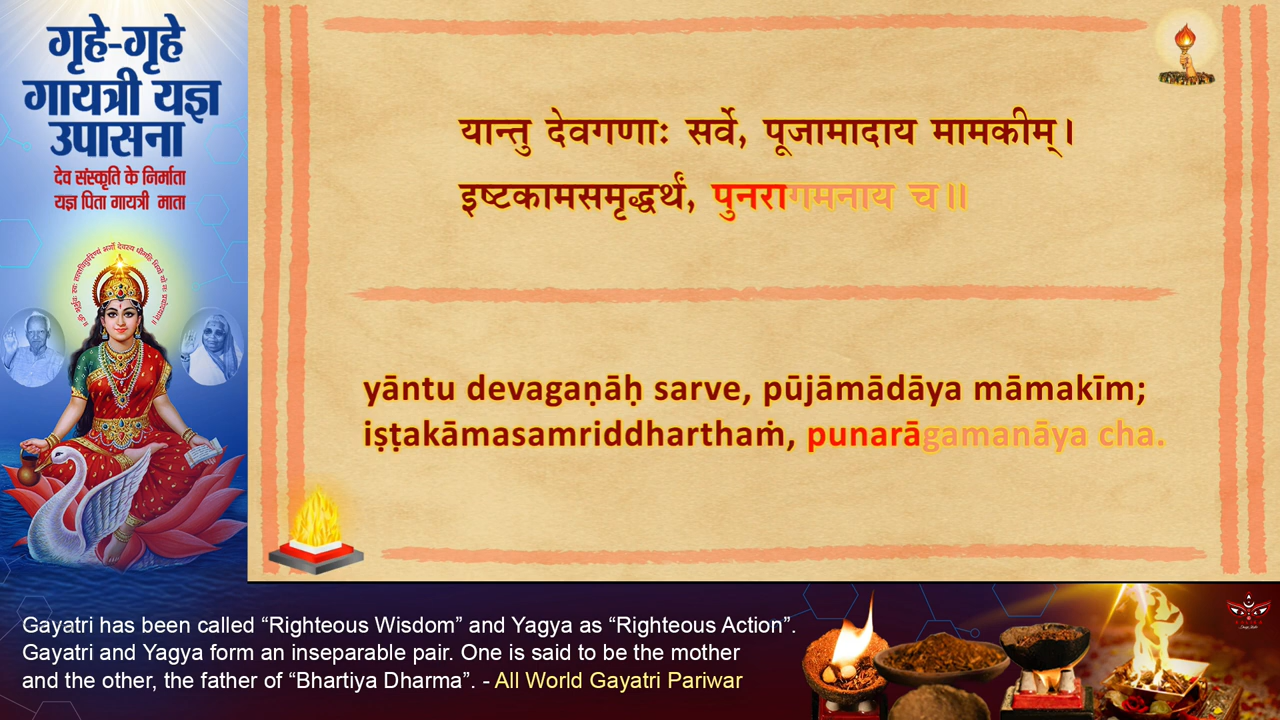 गृहे-गृहे
गायत्री यज्ञ
उपासना
देव संस्कृति के निर्माता
यज्ञ पिता गायत्री माता
यान्तु देवगणाः सर्वे, पूजामादाय मामकीम्।
इष्टकामसमृद्धर्थं, पुनरागमनाय च॥
yāntu devagaṇāḥ sarve, pūjāmādāya māmakīm;
iṣṭakāmasamriddharthaṁ, punarāgamanāya cha.
Gayatri has been called “Righteous Wisdom” and Yagya as “Righteous Action”.
Gayatri and Yagya form an inseparable pair. One is said to be the mother
and the other, the father of “Bhartiya Dharma”. - All World Gayatri Pariwar